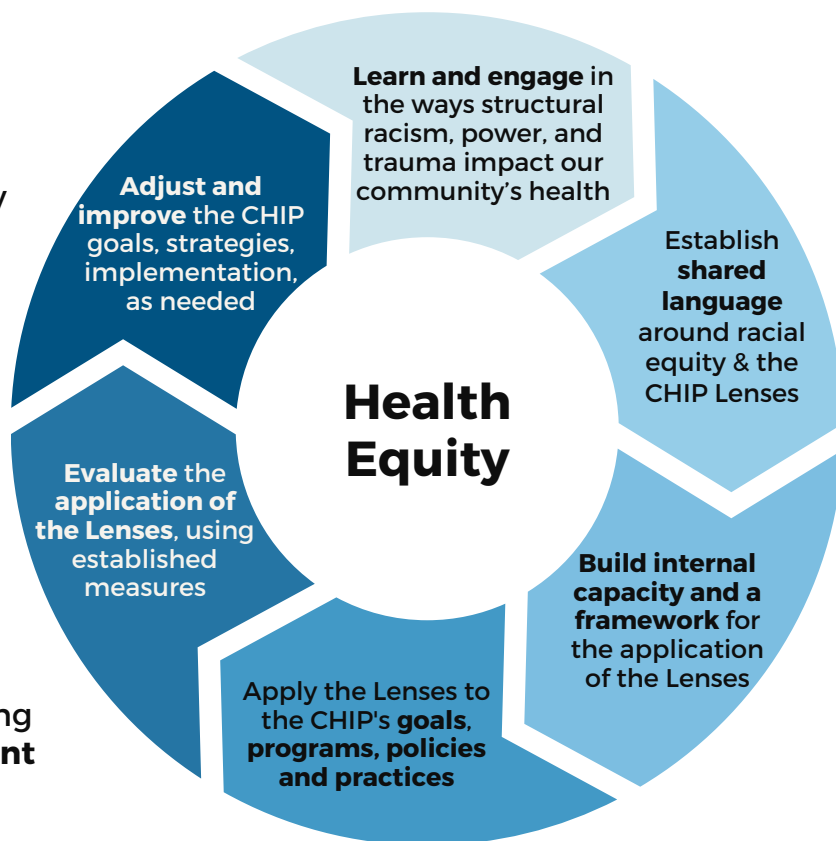 Learn and engage in
the ways structural
racism, power, and
trauma impact our
community’s health
Establish
shared
language
around racial
equity & the
CHIP Lenses
Build internal
capacity and a
framework for
the application
of the Lenses
Apply the Lenses to
the CHIP's goals,
programs, policies
and practices
Evaluate the
application of
the Lenses, using
established
measures
Adjust and
improve the CHIP
goals, strategies,
implementation,
as needed
Health
Equity